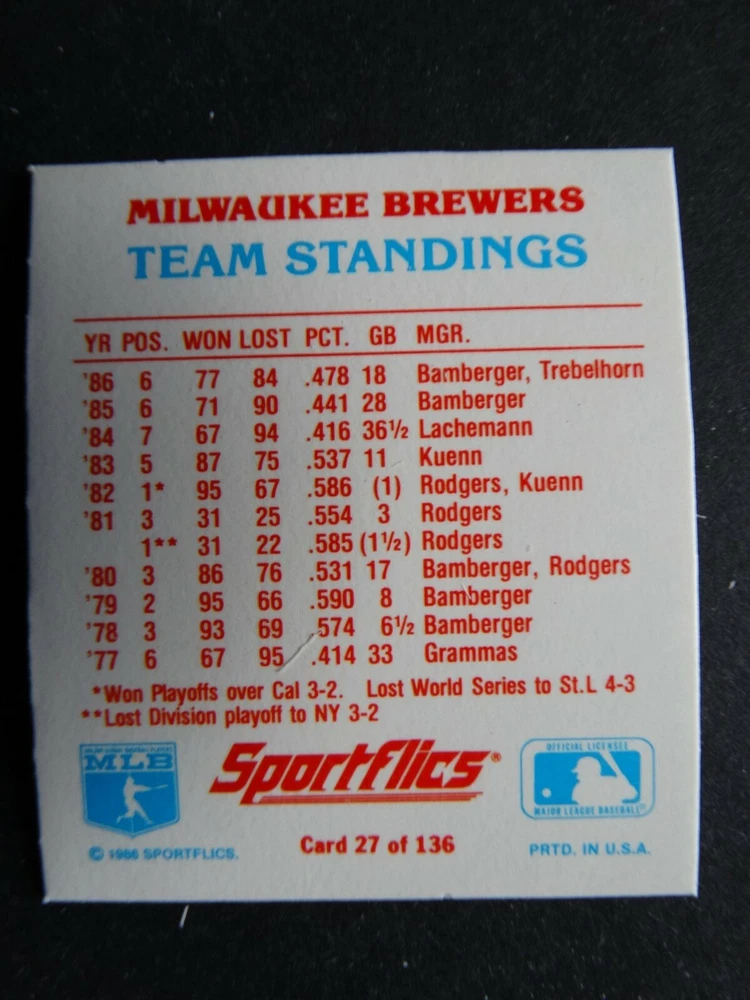 MILWAUKEE BREWERS
TEAM STANDINGS
YR POS. WON LOST PCT. GB MGR.
'86 6 77 84 .478 18 Bamberger, Trebelhorn
'85 6 71 90 .441 28 Bamberger
'84 7 67 94 .416 36½ Lachemann
'83 5 87 75 .537 11 Kuenn
'82 1* 95 67 .586 (1) Rodgers, Kuenn
'81 3 31 25 .554 3 Rodgers
1** 31 22 .585 (1½) Rodgers
'80 3 86 76 .531 17 Bamberger, Rodgers
'79 2 95 66 .590 8 Bamberger
'78 3 93 69 .574 6½ Bamberger
'77 6 67 95 .414 33 Grammas
*Won Playoffs over Cal 3-2. Lost World Series to St.L 4-3
**Lost Division playoff to NY 3-2
MAJOR LEAGUE BASEBALL PLAYERS
MLB
Sportflics®
OFFICIAL LICENSEE
MAJOR LEAGUE BASEBALL
© 1986 SPORTFLICS.
Card 27 of 136
PRTD. IN U.S.A.